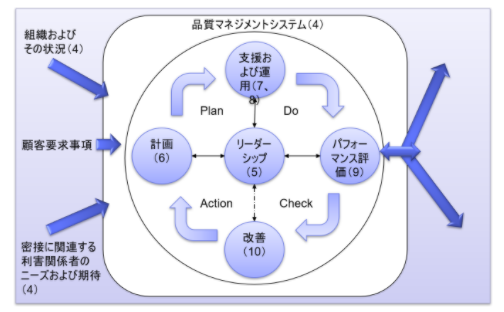 品質マネジメントシステム(4)
組織および
その状況(4)
支援および運
用(7、
8)
Plan
Do
顧客要求事項
計画
(6)
リーダー
シップ
(5)
パフォー
マンス評
価(9)
Action
Check
密接に関連する
利害関係者の
ニーズおよび期待
(4)
改善
(10)